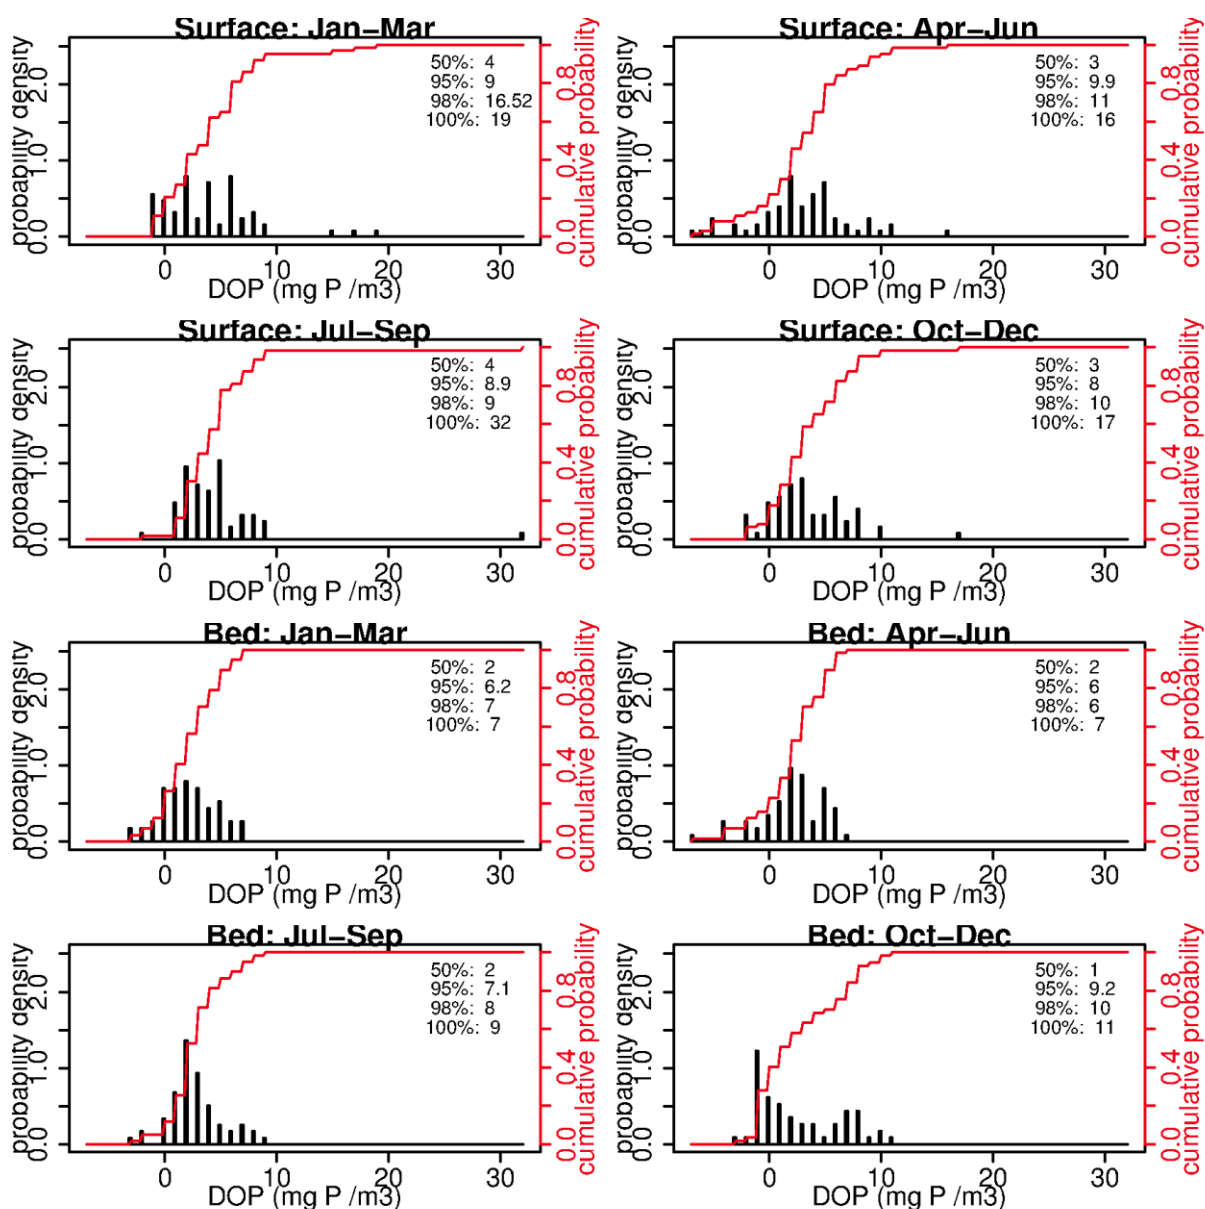 Surface: Jan−Mar
probability density
0.0
1.0
2.0
50%: 4
95%: 9
98%: 16.52
100%: 19
0.0
0.4
0.8
cumulative probability
0 10 20 30
DOP (mg P /m3)
Surface: Apr−Jun
probability density
0.0
1.0
2.0
50%: 3
95%: 9.9
98%: 11
100%: 16
0.0
0.4
0.8
cumulative probability
0 10 20 30
DOP (mg P /m3)
Surface: Jul−Sep
probability density
0.0
1.0
2.0
50%: 4
95%: 8.9
98%: 9
100%: 32
0.0
0.4
0.8
cumulative probability
0 10 20 30
DOP (mg P /m3)
Surface: Oct−Dec
probability density
0.0
1.0
2.0
50%: 3
95%: 8
98%: 10
100%: 17
0.0
0.4
0.8
cumulative probability
0 10 20 30
DOP (mg P /m3)
Bed: Jan−Mar
probability density
0.0
1.0
2.0
50%: 2
95%: 6.2
98%: 7
100%: 7
0.0
0.4
0.8
cumulative probability
0 10 20 30
DOP (mg P /m3)
Bed: Apr−Jun
probability density
0.0
1.0
2.0
50%: 2
95%: 6
98%: 6
100%: 7
0.0
0.4
0.8
cumulative probability
0 10 20 30
DOP (mg P /m3)
Bed: Jul−Sep
probability density
0.0
1.0
2.0
50%: 2
95%: 7.1
98%: 8
100%: 9
0.0
0.4
0.8
cumulative probability
0 10 20 30
DOP (mg P /m3)
Bed: Oct−Dec
probability density
0.0
1.0
2.0
50%: 1
95%: 9.2
98%: 10
100%: 11
0.0
0.4
0.8
cumulative probability
0 10 20 30
DOP (mg P /m3)